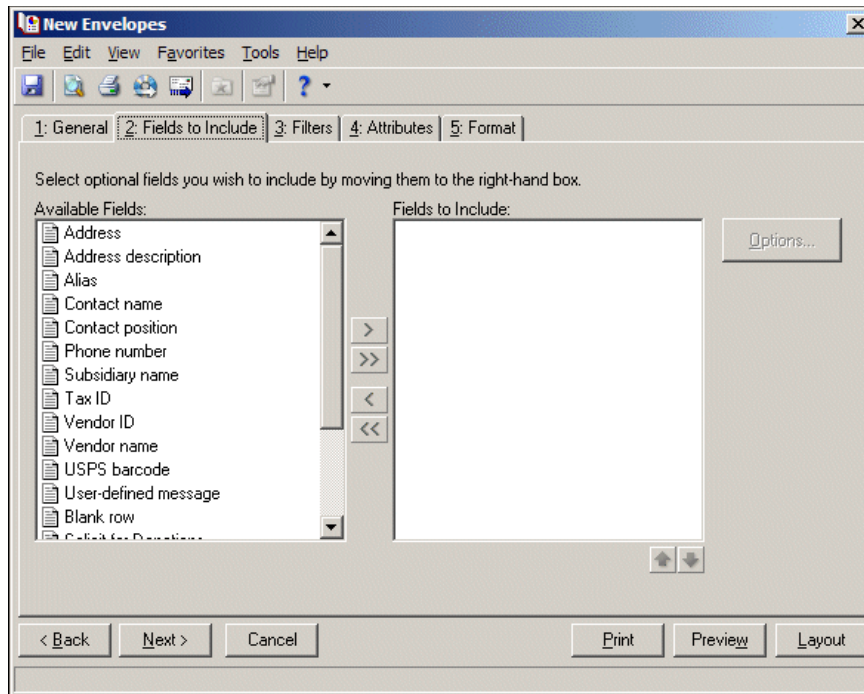 New Envelopes
File Edit View Favorites Tools Help
1: General 2: Fields to Include 3: Filters 4: Attributes 5: Format
Select optional fields you wish to include by moving them to the right-hand box.
Available Fields: Fields to Include:
Address
Options...
Address description
Alias
Contact name
Contact position
>
Phone number
>>
Subsidiary name
Tax ID
<
Vendor ID
<<
Vendor name
USPS barcode
User-defined message
Blank row
Solicit for Donations
< Back Next > Cancel Print Preview Layout